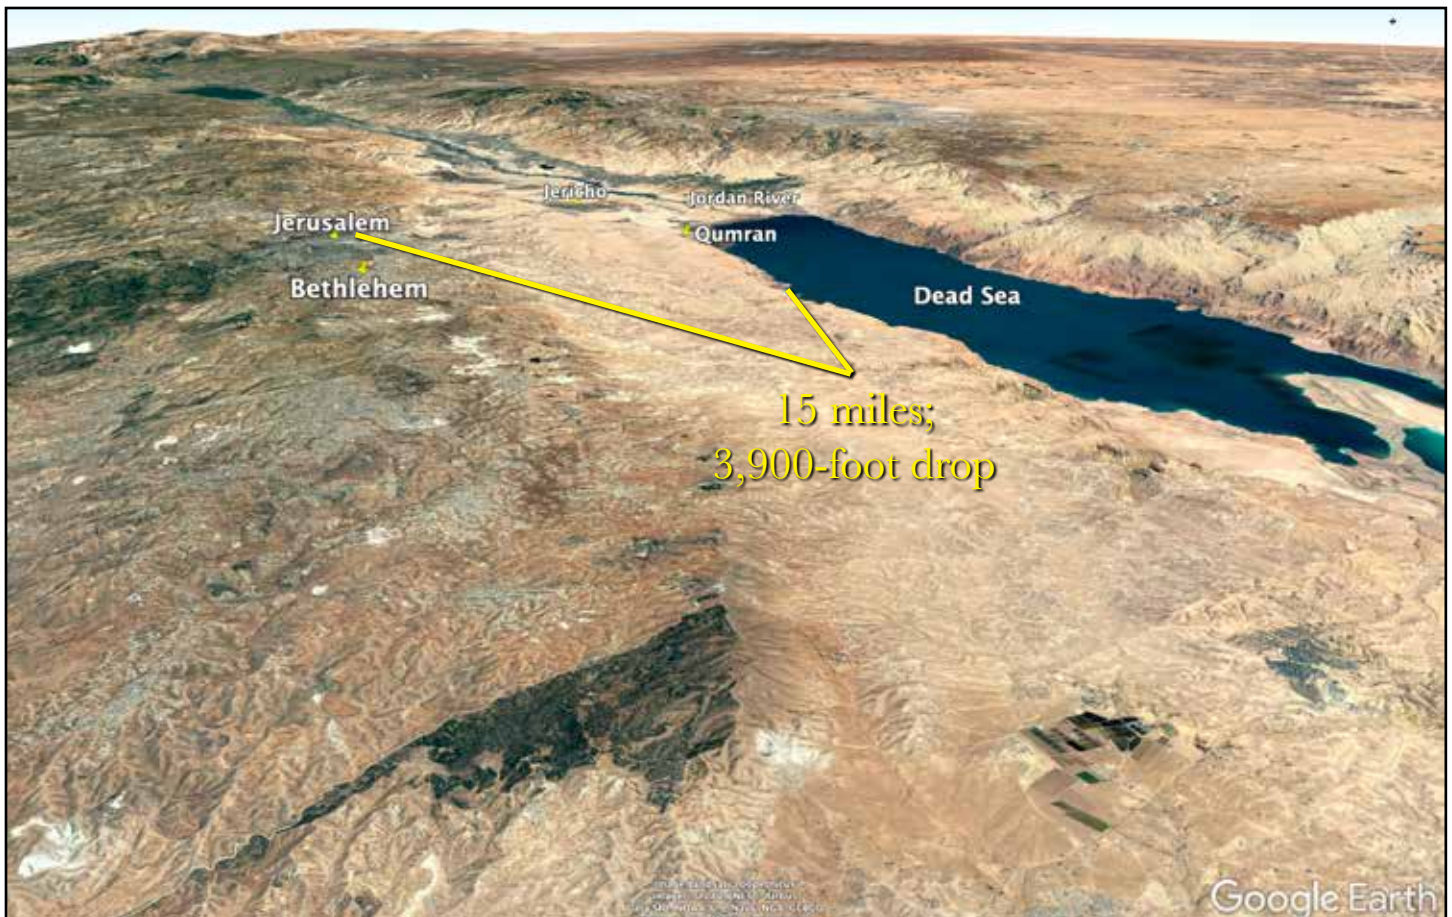 Jericho
Jordan River
Jerusalem
Qumran
Bethlehem
Dead Sea
15 miles;
3,900-foot drop
Google Earth